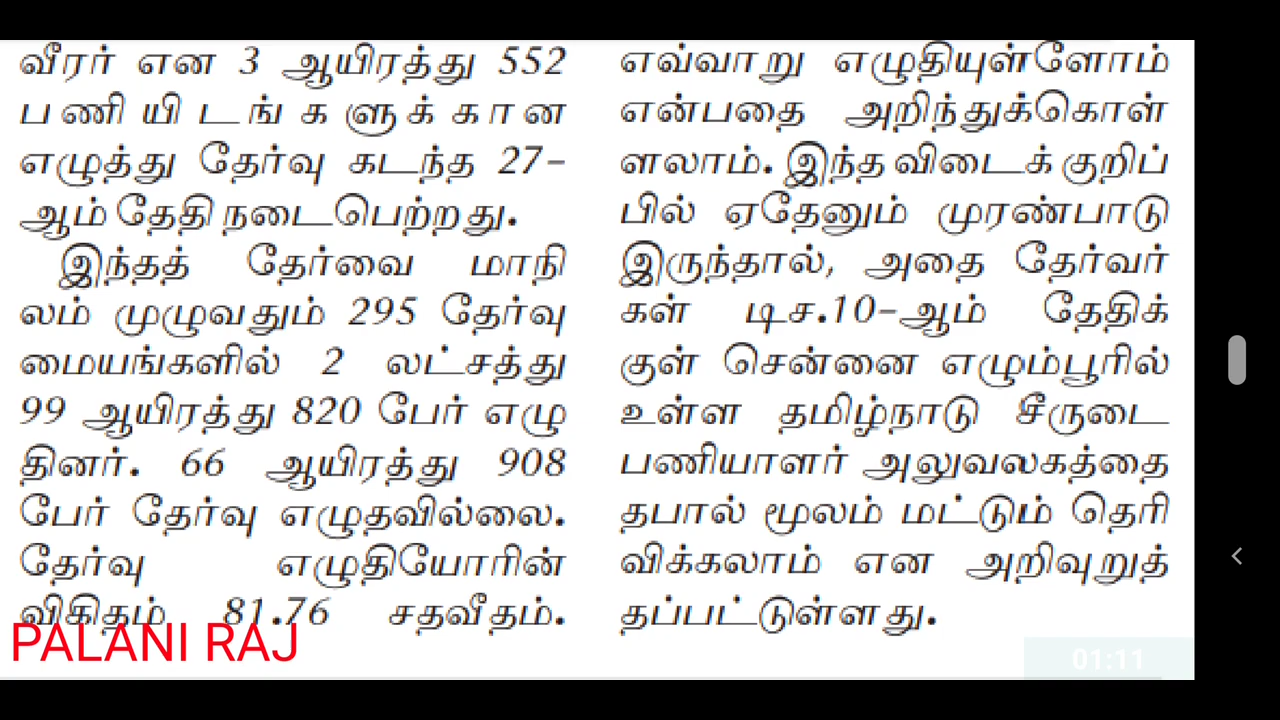 வீரர் என 3 ஆயிரத்து 552
பணியிடங்களுக்கான
எழுத்து தேர்வு கடந்த 27-
ஆம் தேதி நடைபெற்றது.
இந்தத் தேர்வை மாநி
லம் முழுவதும் 295 தேர்வு
மையங்களில் 2 லட்சத்து
99 ஆயிரத்து 820 பேர் எழு
தினர். 66 ஆயிரத்து 908
பேர் தேர்வு எழுதவில்லை.
தேர்வு எழுதியோரின்
விகிதம் 81.76 சதவீதம்.
எவ்வாறு எழுதியுள்ளோம்
என்பதை அறிந்துக்கொள்
ளலாம். இந்த விடைக் குறிப்
பில் ஏதேனும் முரண்பாடு
இருந்தால், அதை தேர்வர்
கள் டிச.10-ஆம் தேதிக்
குள் சென்னை எழும்பூரில்
உள்ள தமிழ்நாடு சீருடை
பணியாளர் அலுவலகத்தை
தபால் மூலம் மட்டும் தெரி
விக்கலாம் என அறிவுறுத்
தப்பட்டுள்ளது.
PALANI RAJ
01:11